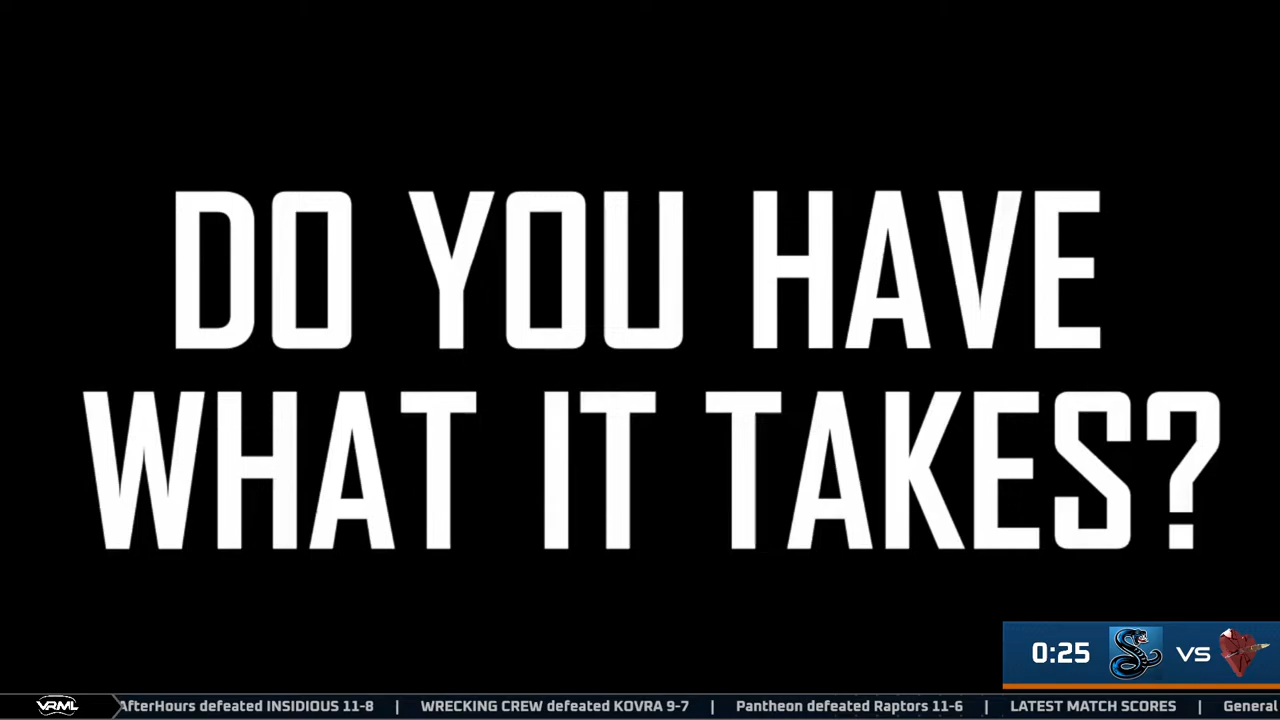 DO YOU HAVE
WHAT IT TAKES?
0:25 VS
VRML AfterHours defeated INSIDIOUS 11-8 | WRECKING CREW defeated KOVRA 9-7 | Pantheon defeated Raptors 11-6 | LATEST MATCH SCORES | General